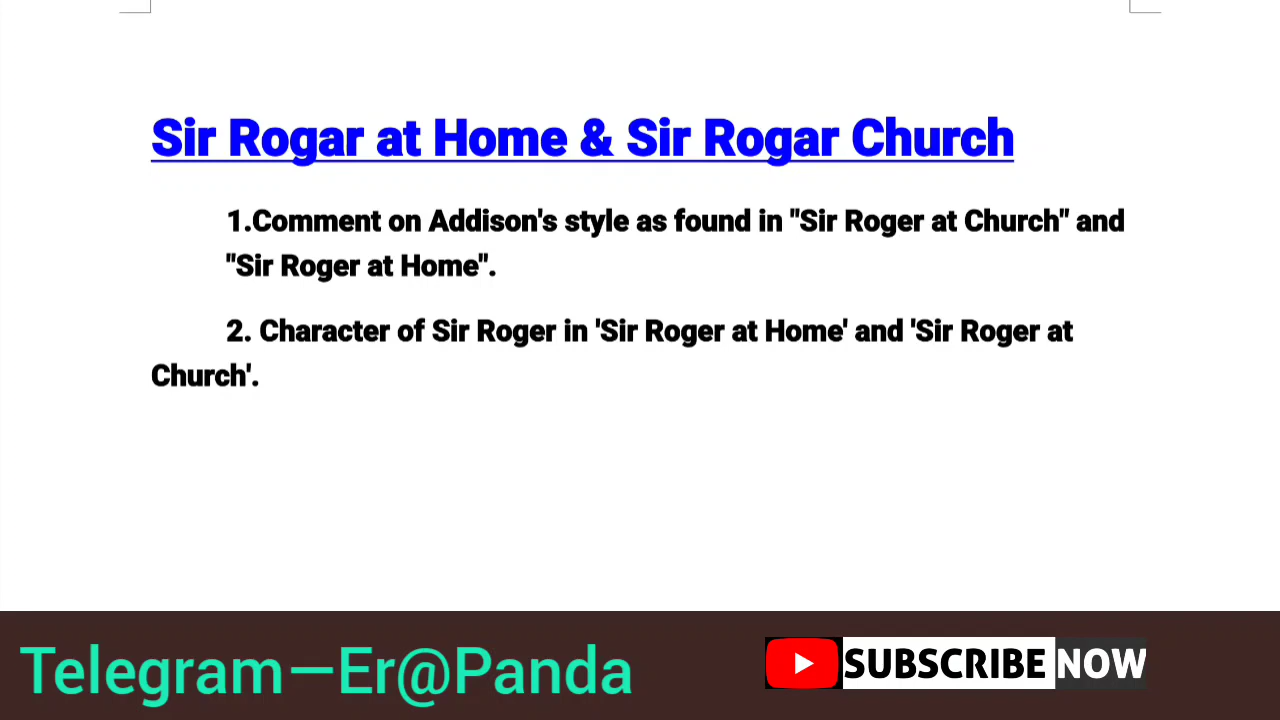 Sir Rogar at Home & Sir Rogar Church
1.Comment on Addison's style as found in "Sir Roger at Church" and
"Sir Roger at Home".
2. Character of Sir Roger in 'Sir Roger at Home' and 'Sir Roger at
Church'.
Telegram—Er@Panda
SUBSCRIBE NOW